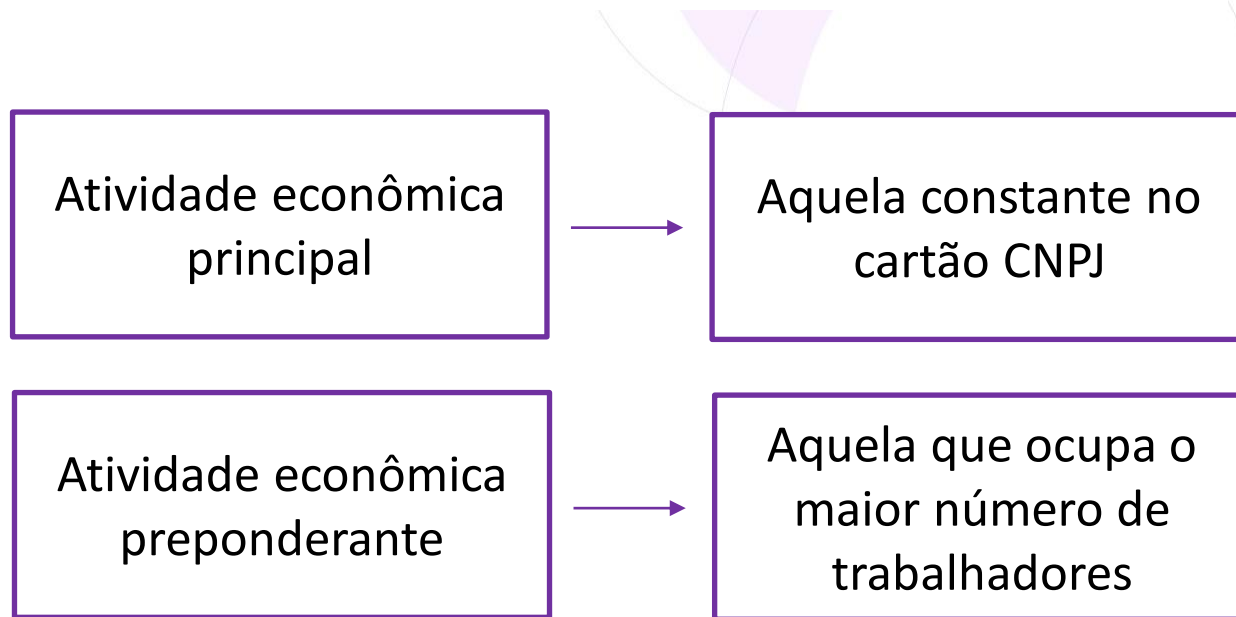 Atividade econômica
principal
Aquela constante no
cartão CNPJ
Atividade econômica
preponderante
Aquela que ocupa o
maior número de
trabalhadores